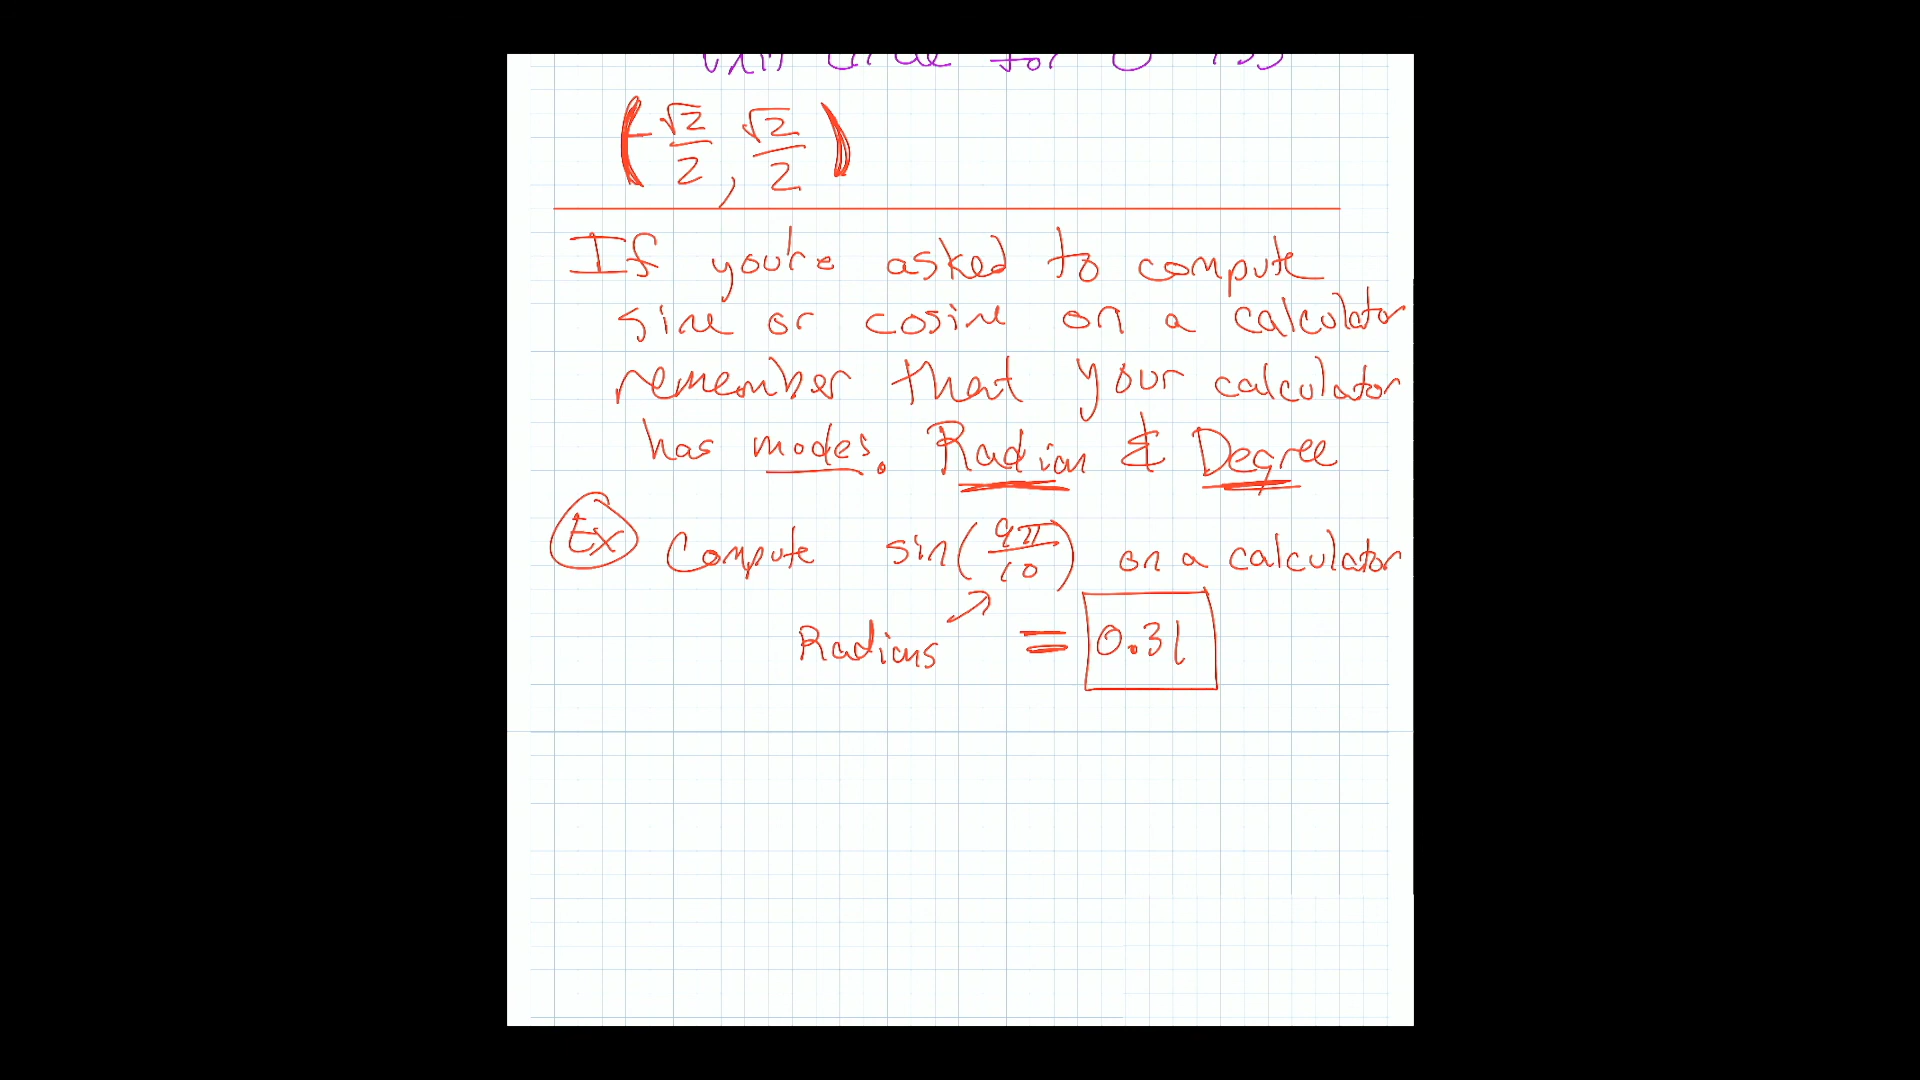 (-√2/2, √2/2)
If you're asked to compute
sine or cosine on a calculator
remember that your calculator
has modes. Radian & Degree
Ex Compute sin(9π/10) on a calculator
Radians = 0.31